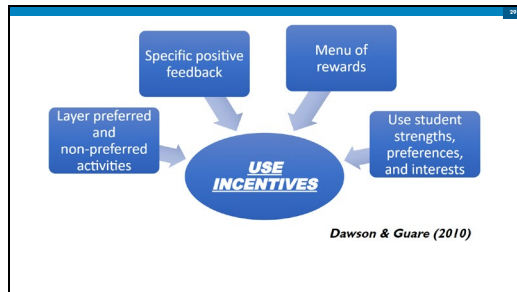 29
Specific positive
feedback
Menu of
rewards
Layer preferred
and
non-preferred
activities
Use student
strengths,
preferences,
and interests
USE
INCENTIVES
Dawson & Guare (2010)